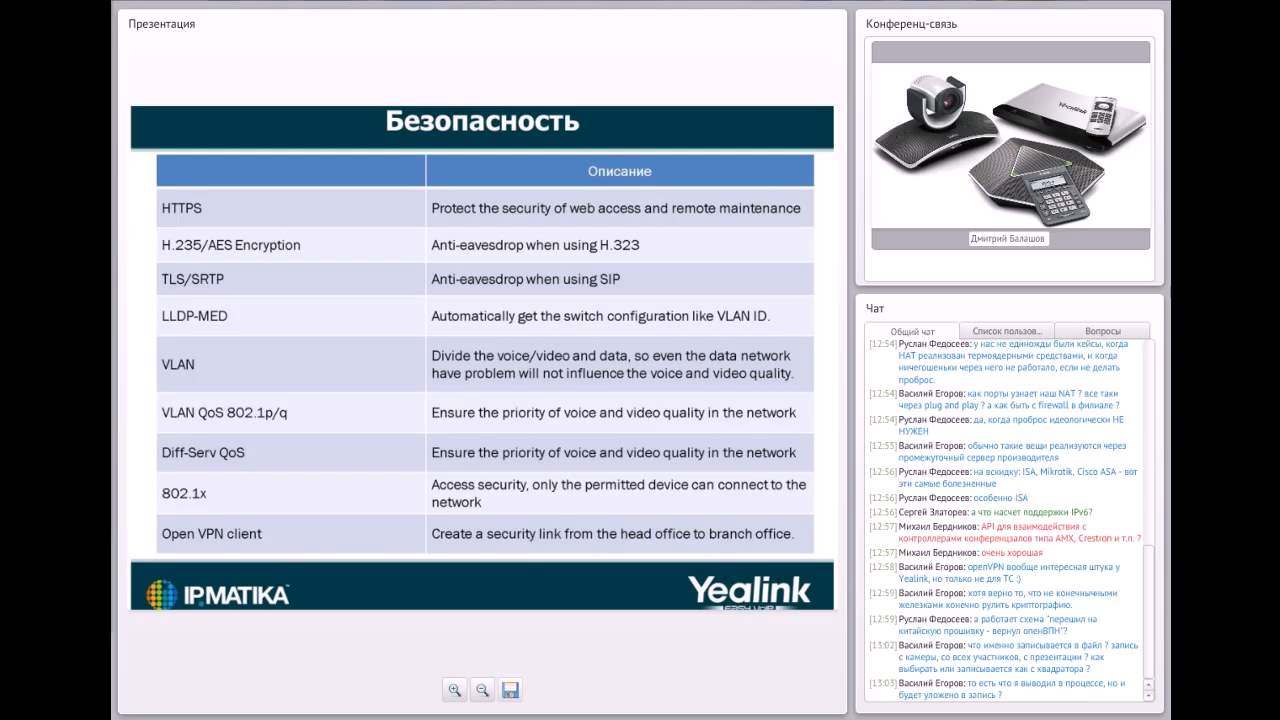 Презентация
Безопасность
Описание
HTTPS
Protect the security of web access and remote maintenance
H.235/AES Encryption
Anti-eavesdrop when using H.323
TLS/SRTP
Anti-eavesdrop when using SIP
LLDP-MED
Automatically get the switch configuration like VLAN ID.
VLAN
Divide the voice/video and data, so even the data network
have problem will not influence the voice and video quality.
VLAN QoS 802.1p/q
Ensure the priority of voice and video quality in the network
Diff-Serv QoS
Ensure the priority of voice and video quality in the network
802.1x
Access security, only the permitted device can connect to the
network
Open VPN client
Create a security link from the head office to branch office.
IPMATIKA
Yealink
Конференц-связь
Yealink
Дмитрий Балашов
Чат
Общий чат
Список пользов...
Вопросы
[12:54] Руслан Федосеев: у нас не единожды были кейсы, когда
НАТ реализован термоядерными средствами, и когда
ничегошеньки через него не работало, если не делать
проброс.
[12:54] Василий Егоров: как порты узнает наш NAT ? все таки
через plug and play ? а как быть с firewall в филиале ?
[12:54] Руслан Федосеев: да, когда проброс идеологически НЕ
НУЖЕН
[12:55] Василий Егоров: обычно такие вещи реализуются через
промежуточный сервер производителя
[12:56] Руслан Федосеев: на вскидку: ISA, Mikrotik, Cisco ASA - вот
эти самые болезненные
[12:56] Руслан Федосеев: особенно ISA
[12:56] Сергей Златорев: а что насчет поддержки IPv6?
[12:57] Михаил Бердников: API для взаимодействия с
контроллерами конференцзалов типа AMX, Crestron и т.п. ?
[12:57] Михаил Бердников: очень хорошая
[12:58] Василий Егоров: openVPN вообще интересная штука у
Yealink, но только не для ТС :)
[12:59] Василий Егоров: хотя верно то, что не конечнычными
железками конечно рулить криптографию.
[12:59] Руслан Федосеев: а работает схема "перешил на
китайскую прошивку - вернул опенВПН"?
[13:02] Василий Егоров: что именно записывается в файл ? запись
с камеры, со всех участников, с презентации ? как
выбирать или записывается как с квадратора ?
[13:03] Василий Егоров: то есть что я выводил в процессе, но и
будет уложено в запись ?